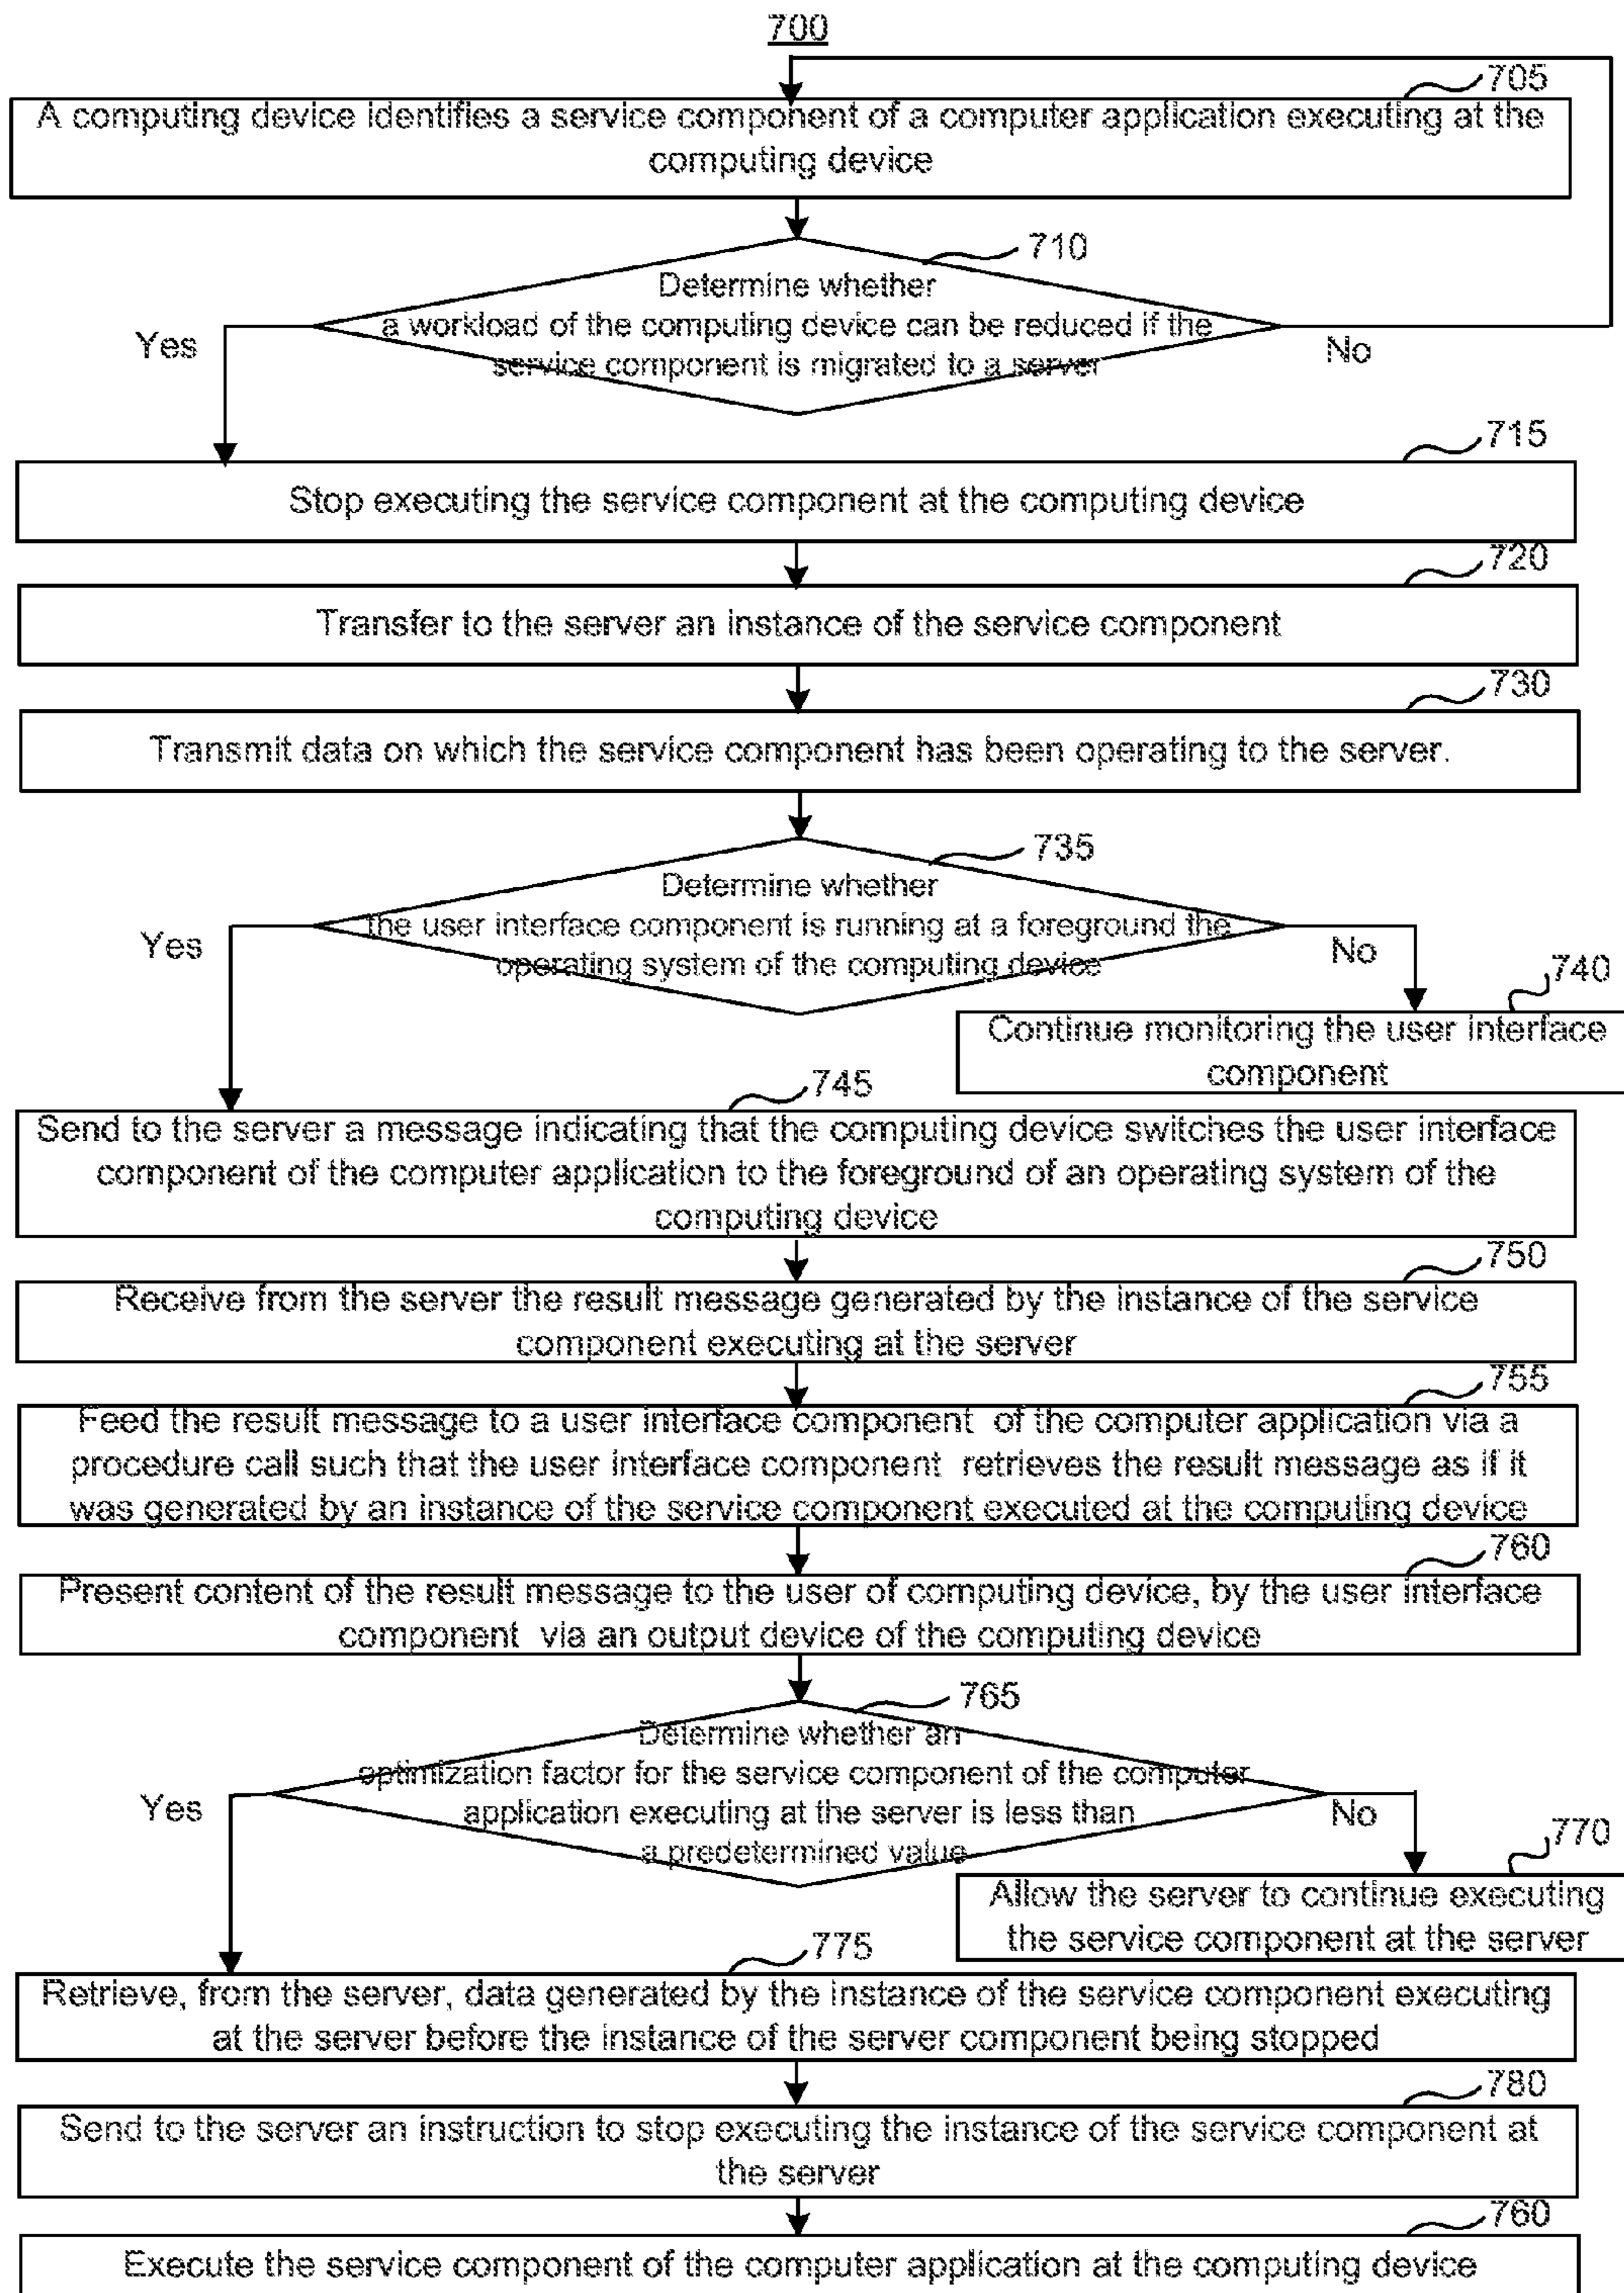 700
705
A computing device identifies a service component of a computer application executing at the
computing device
710
Determine whether
a workload of the computing device can be reduced if the
service component is migrated to a server
Yes
No
715
Stop executing the service component at the computing device
720
Transfer to the server an instance of the service component
730
Transmit data on which the service component has been operating to the server.
735
Determine whether
the user interface component is running at a foreground the
operating system of the computing device
Yes
No
740
Continue monitoring the user interface
component
745
Send to the server a message indicating that the computing device switches the user interface
component of the computer application to the foreground of an operating system of the
computing device
750
Receive from the server the result message generated by the instance of the service
component executing at the server
755
Feed the result message to a user interface component of the computer application via a
procedure call such that the user interface component retrieves the result message as if it
was generated by an instance of the service component executed at the computing device
760
Present content of the result message to the user of computing device, by the user interface
component via an output device of the computing device
765
Determine whether an
optimization factor for the service component of the computer
application executing at the server is less than
a predetermined value
Yes
No
770
Allow the server to continue executing
the service component at the server
775
Retrieve, from the server, data generated by the instance of the service component executing
at the server before the instance of the server component being stopped
780
Send to the server an instruction to stop executing the instance of the service component at
the server
760
Execute the service component of the computer application at the computing device